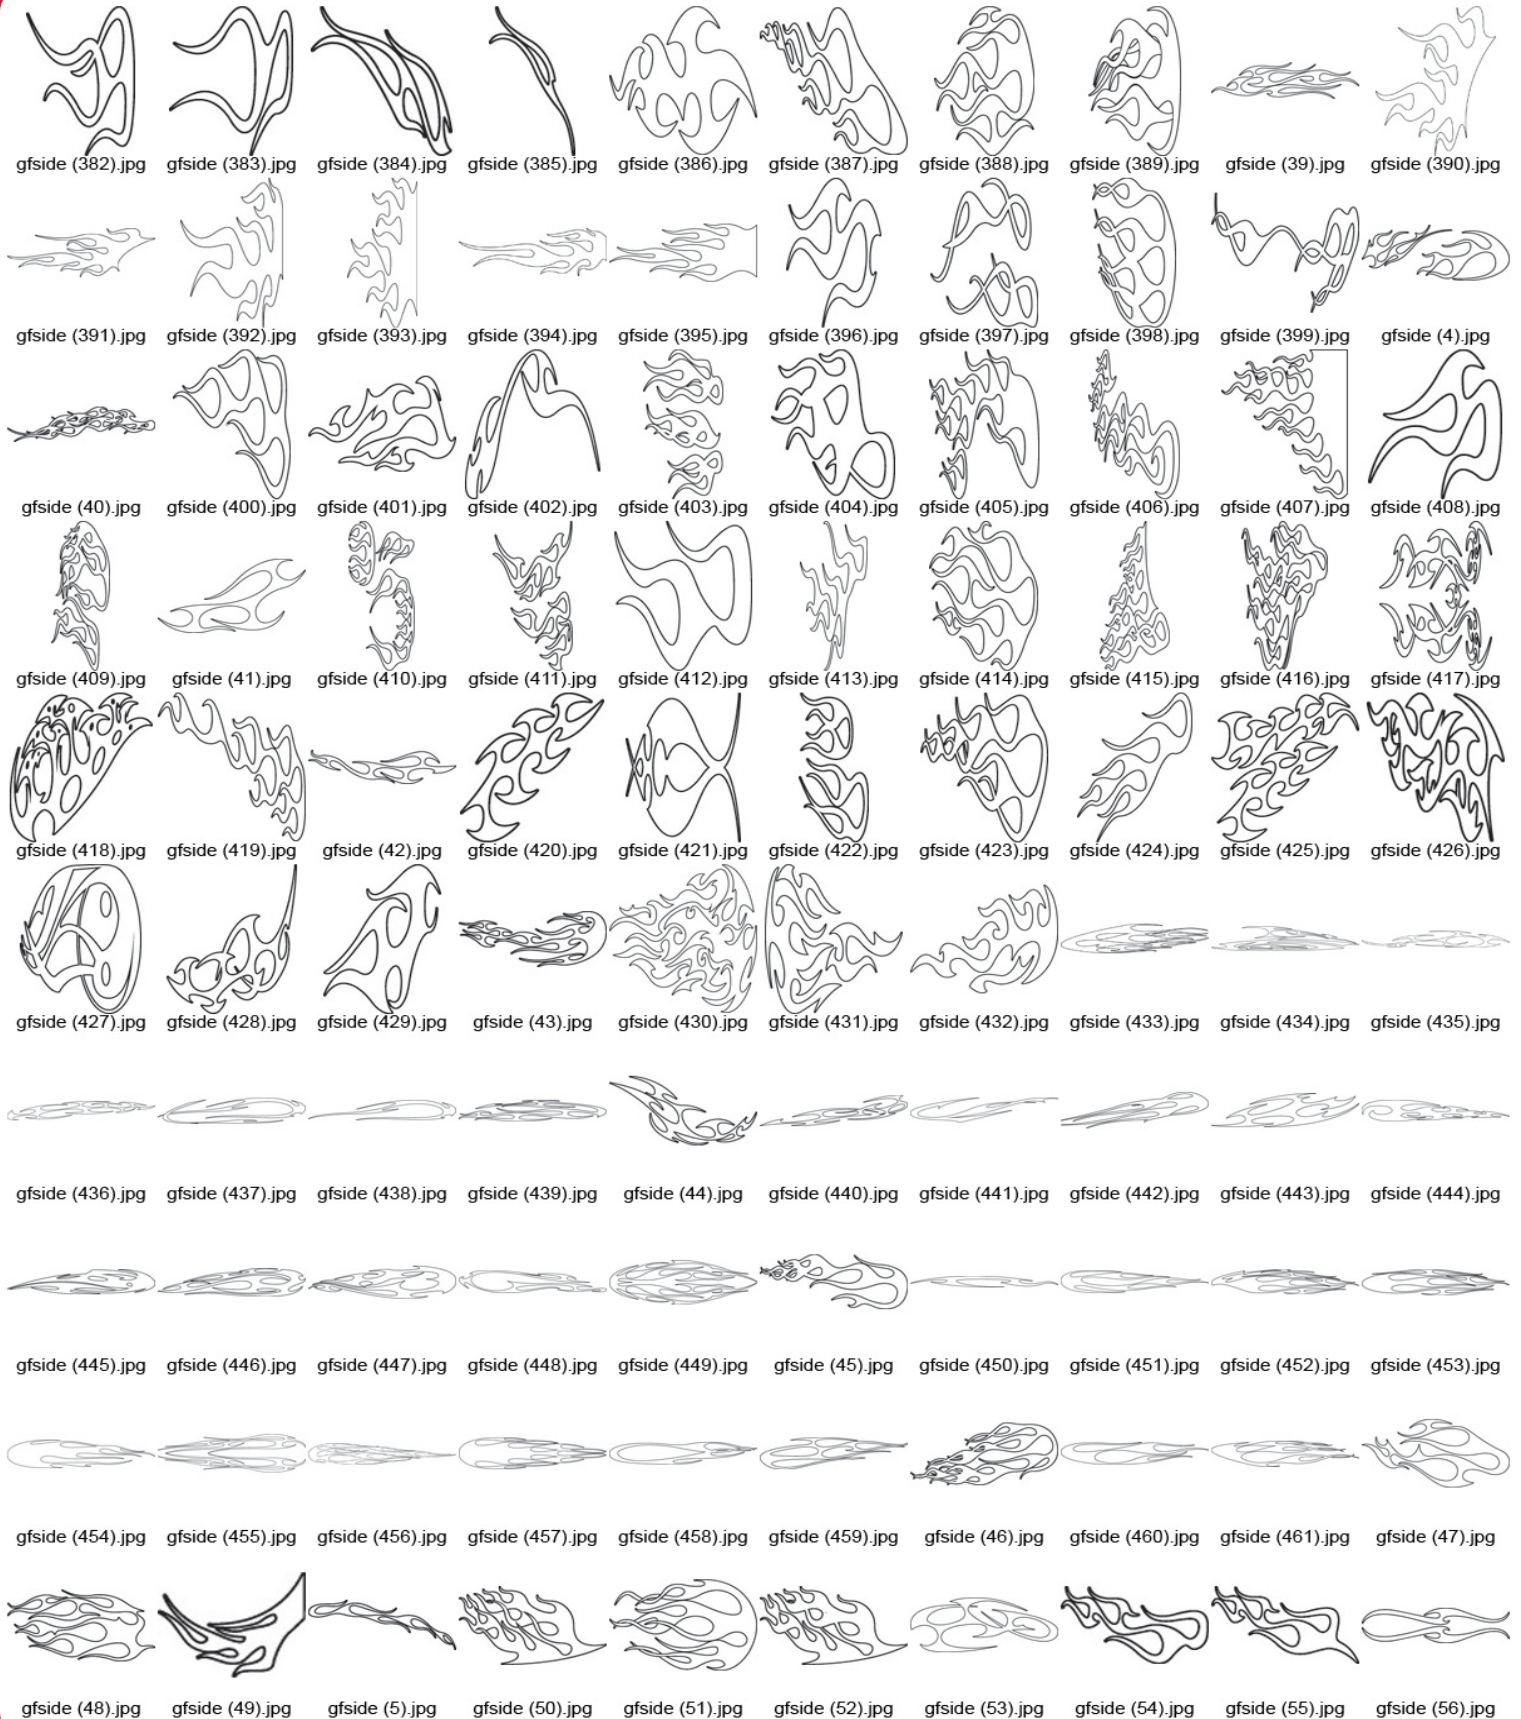 gfside (382).jpg gfside (383).jpg gfside (384).jpg gfside (385).jpg gfside (386).jpg gfside (387).jpg gfside (388).jpg gfside (389).jpg gfside (39).jpg gfside (390).jpg
gfside (391).jpg gfside (392).jpg gfside (393).jpg gfside (394).jpg gfside (395).jpg gfside (396).jpg gfside (397).jpg gfside (398).jpg gfside (399).jpg gfside (4).jpg
gfside (40).jpg gfside (400).jpg gfside (401).jpg gfside (402).jpg gfside (403).jpg gfside (404).jpg gfside (405).jpg gfside (406).jpg gfside (407).jpg gfside (408).jpg
gfside (409).jpg gfside (41).jpg gfside (410).jpg gfside (411).jpg gfside (412).jpg gfside (413).jpg gfside (414).jpg gfside (415).jpg gfside (416).jpg gfside (417).jpg
gfside (418).jpg gfside (419).jpg gfside (42).jpg gfside (420).jpg gfside (421).jpg gfside (422).jpg gfside (423).jpg gfside (424).jpg gfside (425).jpg gfside (426).jpg
gfside (427).jpg gfside (428).jpg gfside (429).jpg gfside (43).jpg gfside (430).jpg gfside (431).jpg gfside (432).jpg gfside (433).jpg gfside (434).jpg gfside (435).jpg
gfside (436).jpg gfside (437).jpg gfside (438).jpg gfside (439).jpg gfside (44).jpg gfside (440).jpg gfside (441).jpg gfside (442).jpg gfside (443).jpg gfside (444).jpg
gfside (445).jpg gfside (446).jpg gfside (447).jpg gfside (448).jpg gfside (449).jpg gfside (45).jpg gfside (450).jpg gfside (451).jpg gfside (452).jpg gfside (453).jpg
gfside (454).jpg gfside (455).jpg gfside (456).jpg gfside (457).jpg gfside (458).jpg gfside (459).jpg gfside (46).jpg gfside (460).jpg gfside (461).jpg gfside (47).jpg
gfside (48).jpg gfside (49).jpg gfside (5).jpg gfside (50).jpg gfside (51).jpg gfside (52).jpg gfside (53).jpg gfside (54).jpg gfside (55).jpg gfside (56).jpg